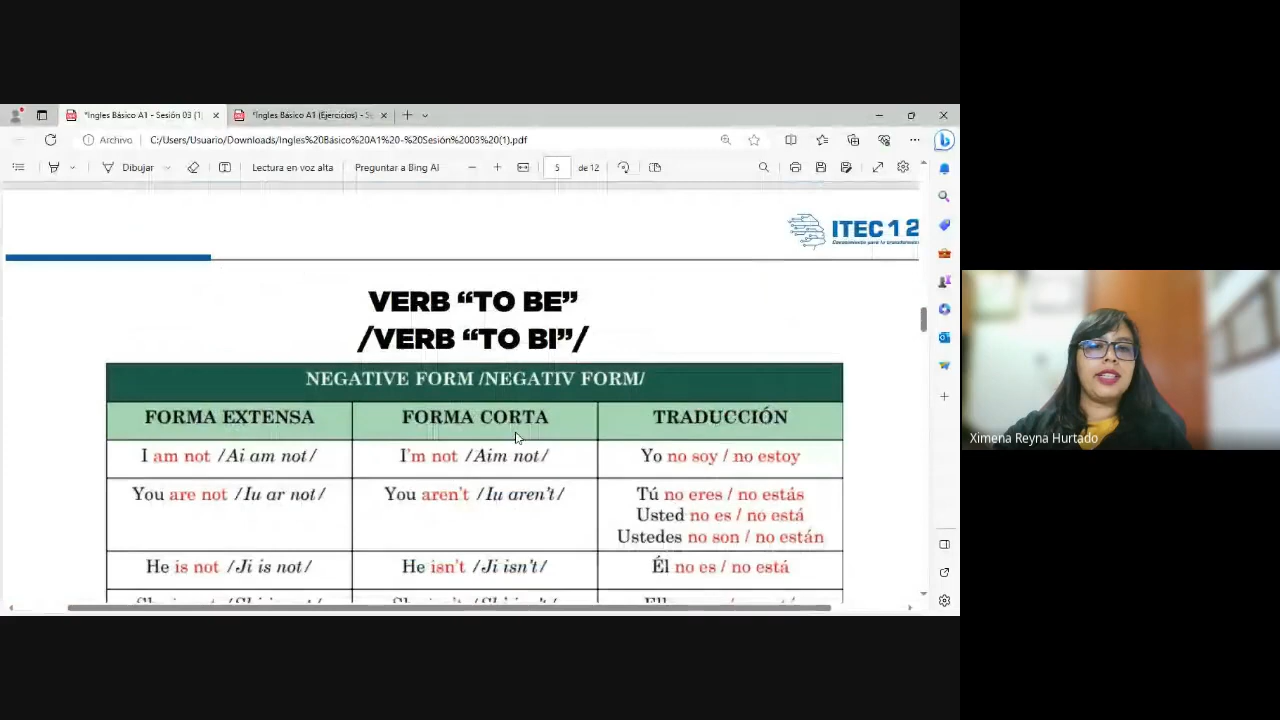 *Ingles Básico A1 - Sesión 03 (1)
*Ingles Básico A1 (Ejercicios) - S
Archivo
C:/Users/Usuario/Downloads/Ingles%20Básico%20A1%20-%20Sesión%2003%20(1).pdf
Dibujar
Lectura en voz alta
Preguntar a Bing AI
5
de 12
ITEC12
VERB “TO BE”
/VERB “TO BI”/
NEGATIVE FORM /NEGATIV FORM/
FORMA EXTENSA
FORMA CORTA
TRADUCCIÓN
I am not /Ai am not/
I'm not /Aim not/
Yo no soy / no estoy
You are not /Iu ar not/
You aren't /Iu aren't/
Tú no eres / no estás
Usted no es / no está
Ustedes no son / no están
He is not /Ji is not/
He isn't /Ji isn't/
Él no es / no está
Ximena Reyna Hurtado